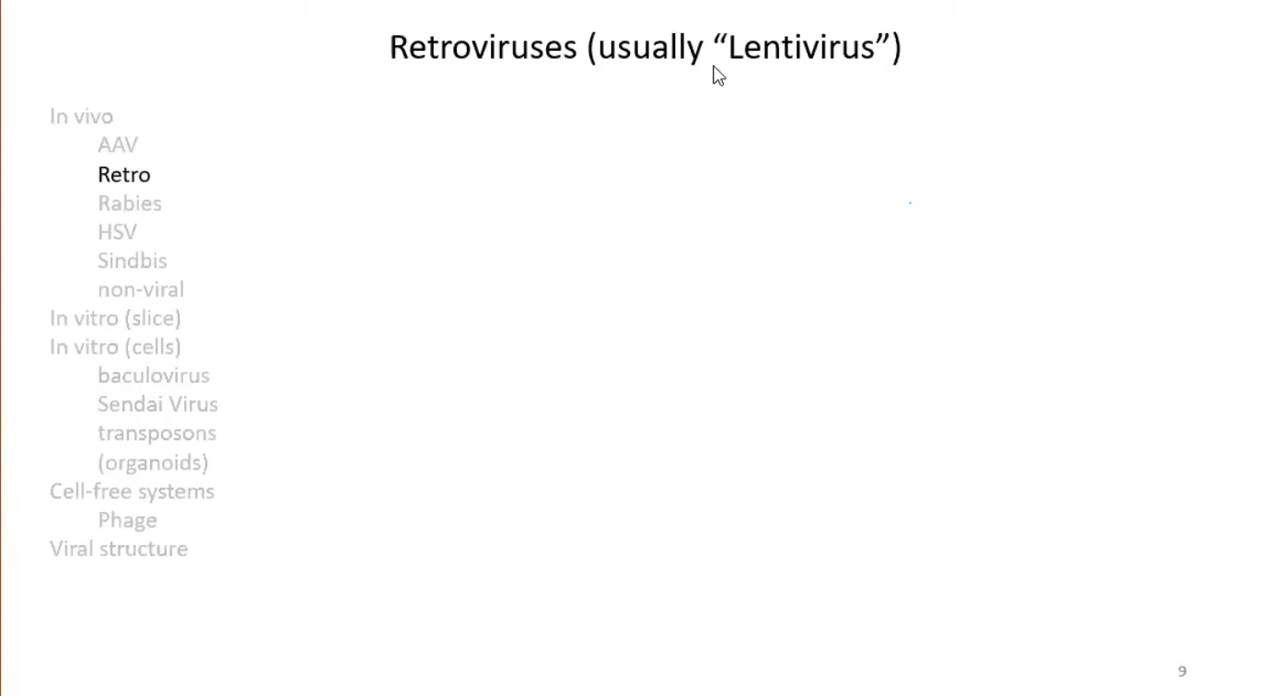 Retroviruses (usually “Lentivirus”)
In vivo
AAV
Retro
Rabies
HSV
Sindbis
non-viral
In vitro (slice)
In vitro (cells)
baculovirus
Sendai Virus
transposons
(organoids)
Cell-free systems
Phage
Viral structure
9